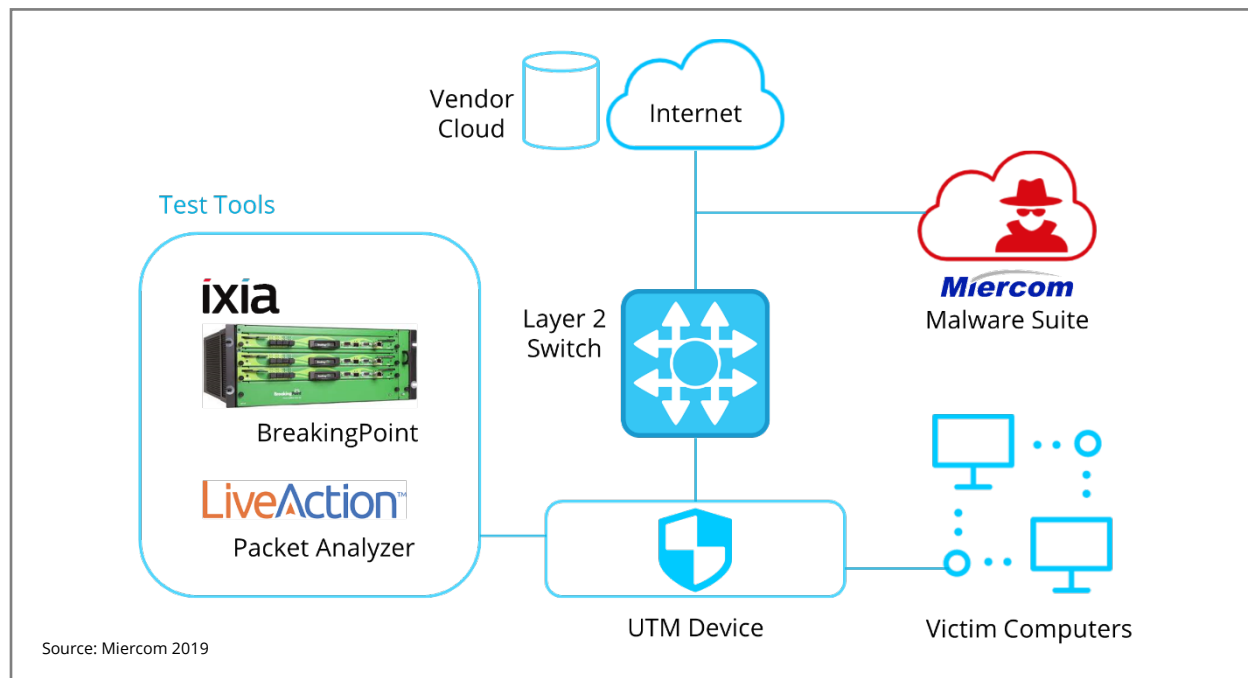 Vendor
Cloud
Internet
Test Tools
ixia
Miercom
Malware Suite
Layer 2
Switch
BreakingPoint
LiveAction™
Packet Analyzer
UTM Device
Victim Computers
Source: Miercom 2019